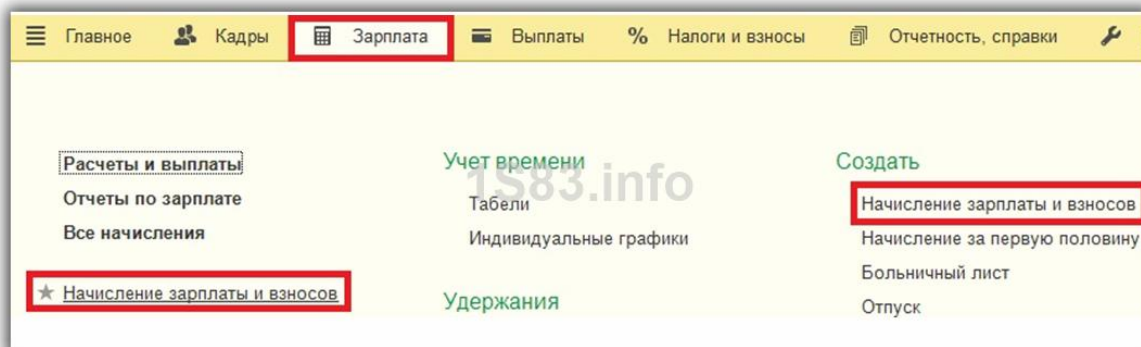 Главное Кадры Зарплата Выплаты % Налоги и взносы Отчетность, справки
Расчеты и выплаты
Отчеты по зарплате
Все начисления
Начисление зарплаты и взносов
Учет времени
Табели
Индивидуальные графики
Удержания
Создать
Начисление зарплаты и взносов
Начисление за первую половину
Больничный лист
Отпуск
1S83.info